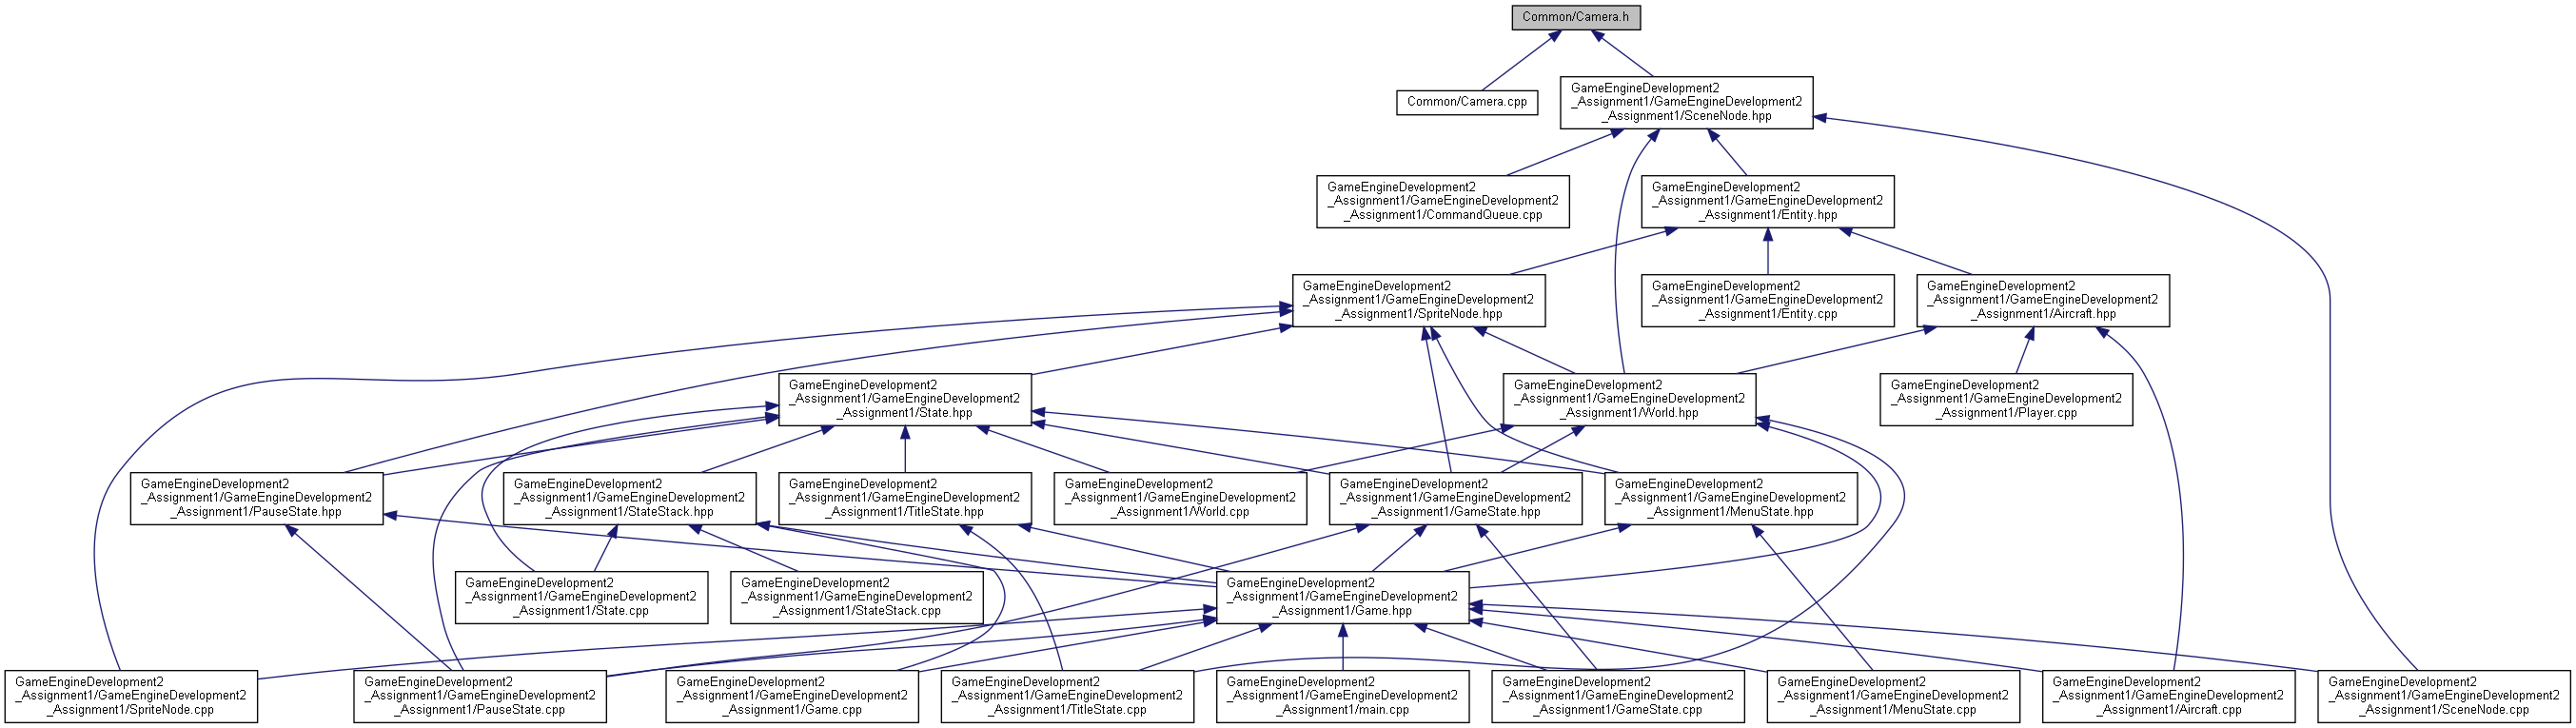 Common/Camera.h
Common/Camera.cpp
GameEngineDevelopment2
_Assignment1/GameEngineDevelopment2
_Assignment1/SceneNode.hpp
GameEngineDevelopment2
_Assignment1/GameEngineDevelopment2
_Assignment1/CommandQueue.cpp
GameEngineDevelopment2
_Assignment1/GameEngineDevelopment2
_Assignment1/Entity.hpp
GameEngineDevelopment2
_Assignment1/GameEngineDevelopment2
_Assignment1/SpriteNode.hpp
GameEngineDevelopment2
_Assignment1/GameEngineDevelopment2
_Assignment1/Entity.cpp
GameEngineDevelopment2
_Assignment1/GameEngineDevelopment2
_Assignment1/Aircraft.hpp
GameEngineDevelopment2
_Assignment1/GameEngineDevelopment2
_Assignment1/State.hpp
GameEngineDevelopment2
_Assignment1/GameEngineDevelopment2
_Assignment1/World.hpp
GameEngineDevelopment2
_Assignment1/GameEngineDevelopment2
_Assignment1/Player.cpp
GameEngineDevelopment2
_Assignment1/GameEngineDevelopment2
_Assignment1/PauseState.hpp
GameEngineDevelopment2
_Assignment1/GameEngineDevelopment2
_Assignment1/StateStack.hpp
GameEngineDevelopment2
_Assignment1/GameEngineDevelopment2
_Assignment1/TitleState.hpp
GameEngineDevelopment2
_Assignment1/GameEngineDevelopment2
_Assignment1/World.cpp
GameEngineDevelopment2
_Assignment1/GameEngineDevelopment2
_Assignment1/GameState.hpp
GameEngineDevelopment2
_Assignment1/GameEngineDevelopment2
_Assignment1/MenuState.hpp
GameEngineDevelopment2
_Assignment1/GameEngineDevelopment2
_Assignment1/State.cpp
GameEngineDevelopment2
_Assignment1/GameEngineDevelopment2
_Assignment1/StateStack.cpp
GameEngineDevelopment2
_Assignment1/GameEngineDevelopment2
_Assignment1/Game.hpp
GameEngineDevelopment2
_Assignment1/GameEngineDevelopment2
_Assignment1/SpriteNode.cpp
GameEngineDevelopment2
_Assignment1/GameEngineDevelopment2
_Assignment1/PauseState.cpp
GameEngineDevelopment2
_Assignment1/GameEngineDevelopment2
_Assignment1/Game.cpp
GameEngineDevelopment2
_Assignment1/GameEngineDevelopment2
_Assignment1/TitleState.cpp
GameEngineDevelopment2
_Assignment1/GameEngineDevelopment2
_Assignment1/main.cpp
GameEngineDevelopment2
_Assignment1/GameEngineDevelopment2
_Assignment1/GameState.cpp
GameEngineDevelopment2
_Assignment1/GameEngineDevelopment2
_Assignment1/MenuState.cpp
GameEngineDevelopment2
_Assignment1/GameEngineDevelopment2
_Assignment1/Aircraft.cpp
GameEngineDevelopment2
_Assignment1/GameEngineDevelopment2
_Assignment1/SceneNode.cpp